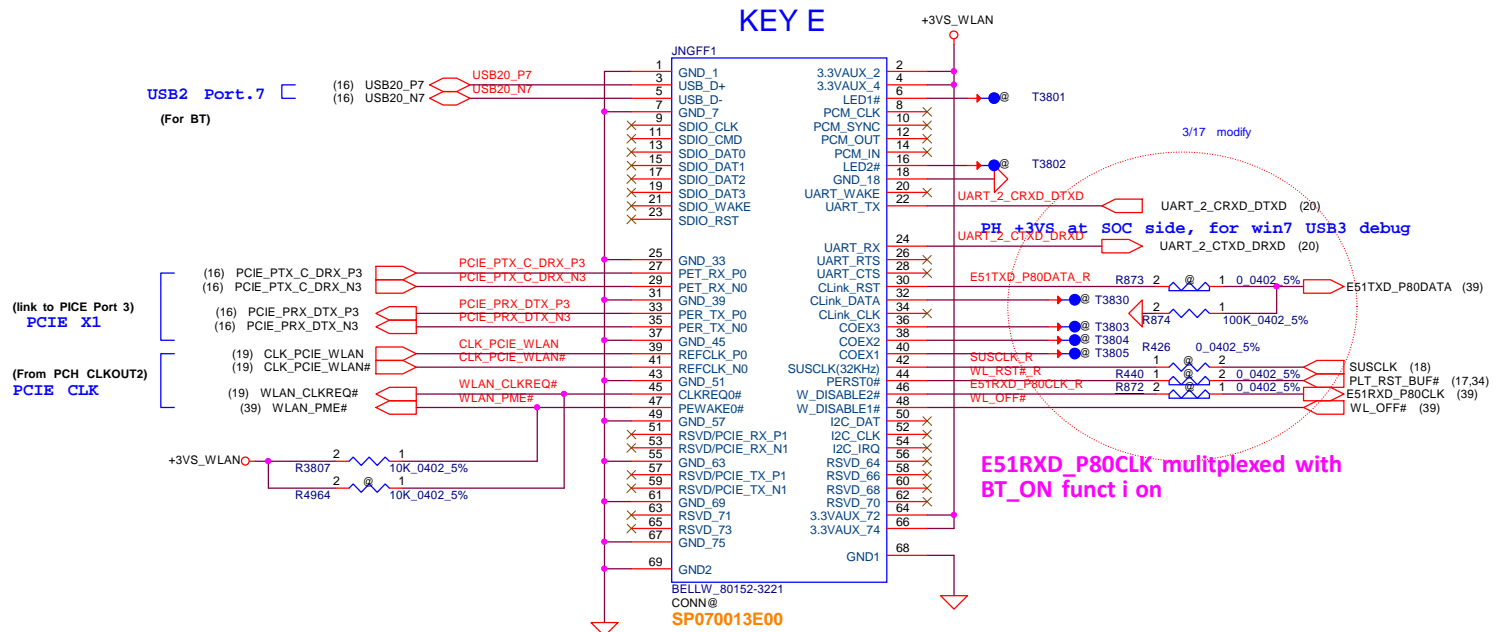 KEY E
+3VS_WLAN
JNGFF1
USB2 Port.7
(For BT)
(16) USB20_P7 USB20_P7
(16) USB20_N7 USB20_N7
1 GND_1 3.3VAUX_2 2
3 USB_D+ 3.3VAUX_4 4
5 USB_D- LED1# 6 @ T3801
7 GND_7 PCM_CLK 8
9 SDIO_CLK PCM_SYNC 10
11 SDIO_CMD PCM_OUT 12
13 SDIO_DAT0 PCM_IN 14
15 SDIO_DAT1 LED2# 16 @ T3802
17 SDIO_DAT2 GND_18 18
19 SDIO_DAT3 UART_WAKE 20
21 SDIO_WAKE UART_TX 22 UART_2_CRXD_DTXD UART_2_CRXD_DTXD (20)
23 SDIO_RST
3/17 modify
PH +3VS at SOC side, for win7 USB3 debug
UART_RX 24 UART_2_CTXD_DRXD UART_2_CTXD_DRXD (20)
25 GND_33 UART_RTS 26
(16) PCIE_PTX_C_DRX_P3 PCIE_PTX_C_DRX_P3 27 PET_RX_P0 UART_CTS 28
(16) PCIE_PTX_C_DRX_N3 PCIE_PTX_C_DRX_N3 29 PET_RX_N0 CLink_RST 30 E51TXD_P80DATA_R R873 2 @ 1 0_0402_5% E51TXD_P80DATA (39)
31 GND_39 CLink_DATA 32 @ T3830
(link to PICE Port 3)
PCIE X1
(16) PCIE_PRX_DTX_P3 PCIE_PRX_DTX_P3 33 PER_TX_P0 CLink_CLK 34 R874 2 1 100K_0402_5%
(16) PCIE_PRX_DTX_N3 PCIE_PRX_DTX_N3 35 PER_TX_N0 COEX3 36 @ T3803
37 GND_45 COEX2 38 @ T3804
(19) CLK_PCIE_WLAN CLK_PCIE_WLAN 39 REFCLK_P0 COEX1 40 @ T3805
(19) CLK_PCIE_WLAN# CLK_PCIE_WLAN# 41 REFCLK_N0 SUSCLK(32KHz) 42 SUSCLK_R R426 1 @ 2 0_0402_5% SUSCLK (18)
(From PCH CLKOUT2)
PCIE CLK
43 GND_51 PERST0# 44 WL_RST#_R R440 1 @ 2 0_0402_5% PLT_RST_BUF# (17,34)
(19) WLAN_CLKREQ# WLAN_CLKREQ# 45 CLKREQ0# W_DISABLE2# 46 E51RXD_P80CLK_R R872 2 @ 1 0_0402_5% E51RXD_P80CLK (39)
(39) WLAN_PME# WLAN_PME# 47 PEWAKE0# W_DISABLE1# 48 WL_OFF# WL_OFF# (39)
49 GND_57 I2C_DAT 50
51 RSVD/PCIE_RX_P1 I2C_CLK 52
53 RSVD/PCIE_RX_N1 I2C_IRQ 54
+3VS_WLAN
R3807 2 1 10K_0402_5%
R4964 2 @ 1 10K_0402_5%
55 GND_63 RSVD_64 56
57 RSVD/PCIE_TX_P1 RSVD_66 58
59 RSVD/PCIE_TX_N1 RSVD_68 60
61 GND_69 RSVD_70 62
63 RSVD_71 3.3VAUX_72 64
65 RSVD_73 3.3VAUX_74 66
67 GND_75
GND1 68
69 GND2
E51RXD_P80CLK mulitplexed with
BT_ON funct i on
BELLW_80152-3221
CONN@
SP070013E00